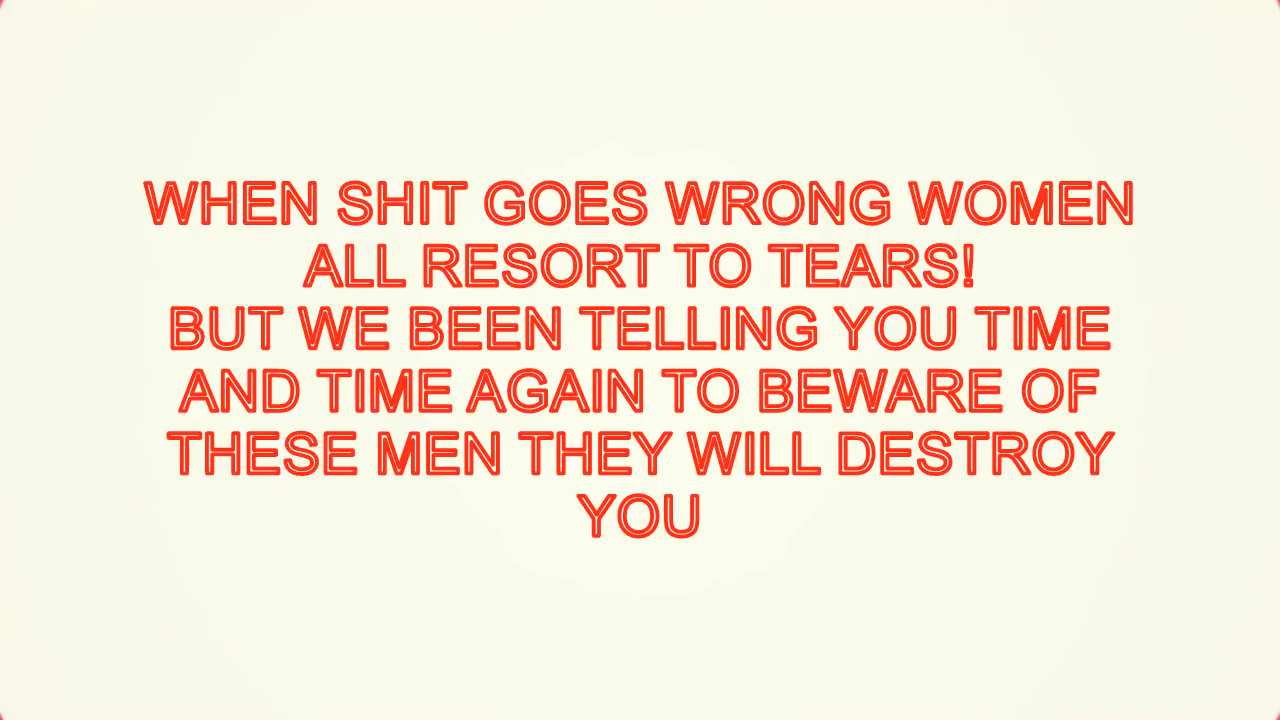 WHEN SHIT GOES WRONG WOMEN
ALL RESORT TO TEARS!
BUT WE BEEN TELLING YOU TIME
AND TIME AGAIN TO BEWARE OF
THESE MEN THEY WILL DESTROY
YOU